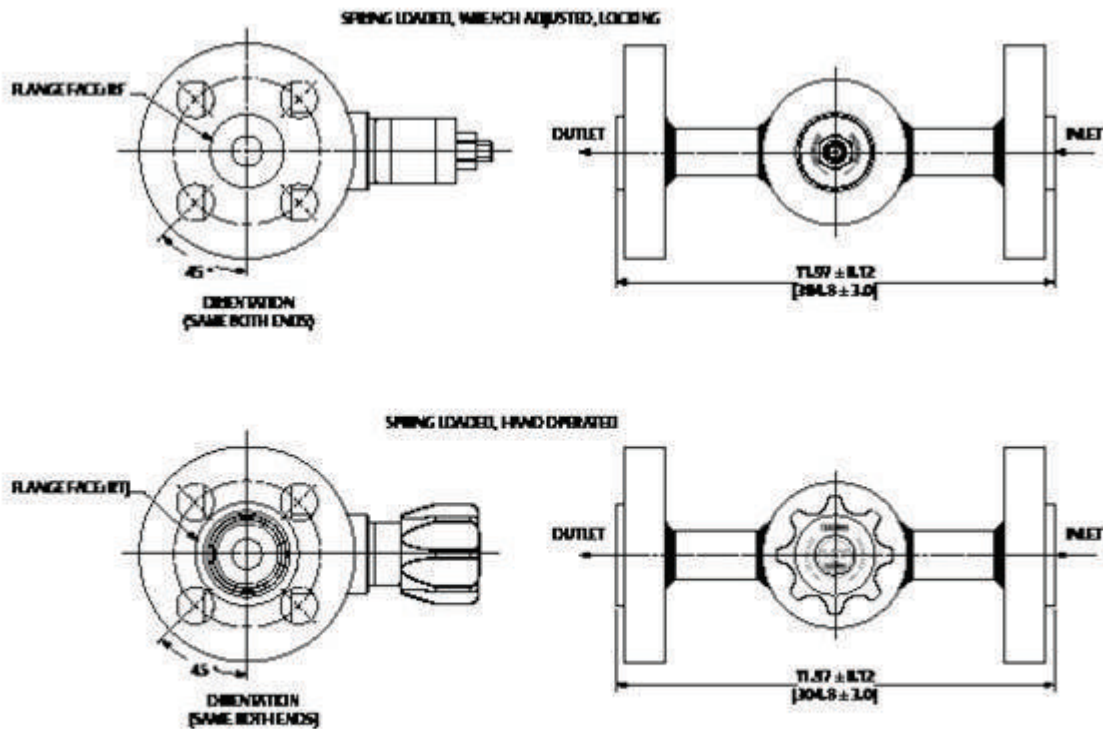 SPRING LOADED, WRENCH ADJUSTED, LOCKING
FLANGE FACE: RF
OUTLET
INLET
45°
11.97 ± 0.12
[304.8 ± 3.0]
ORIENTATION
(SAME BOTH ENDS)
SPRING LOADED, HAND OPERATED
FLANGE FACE: RTJ
OUTLET
INLET
45°
11.97 ± 0.12
[304.8 ± 3.0]
ORIENTATION
(SAME BOTH ENDS)